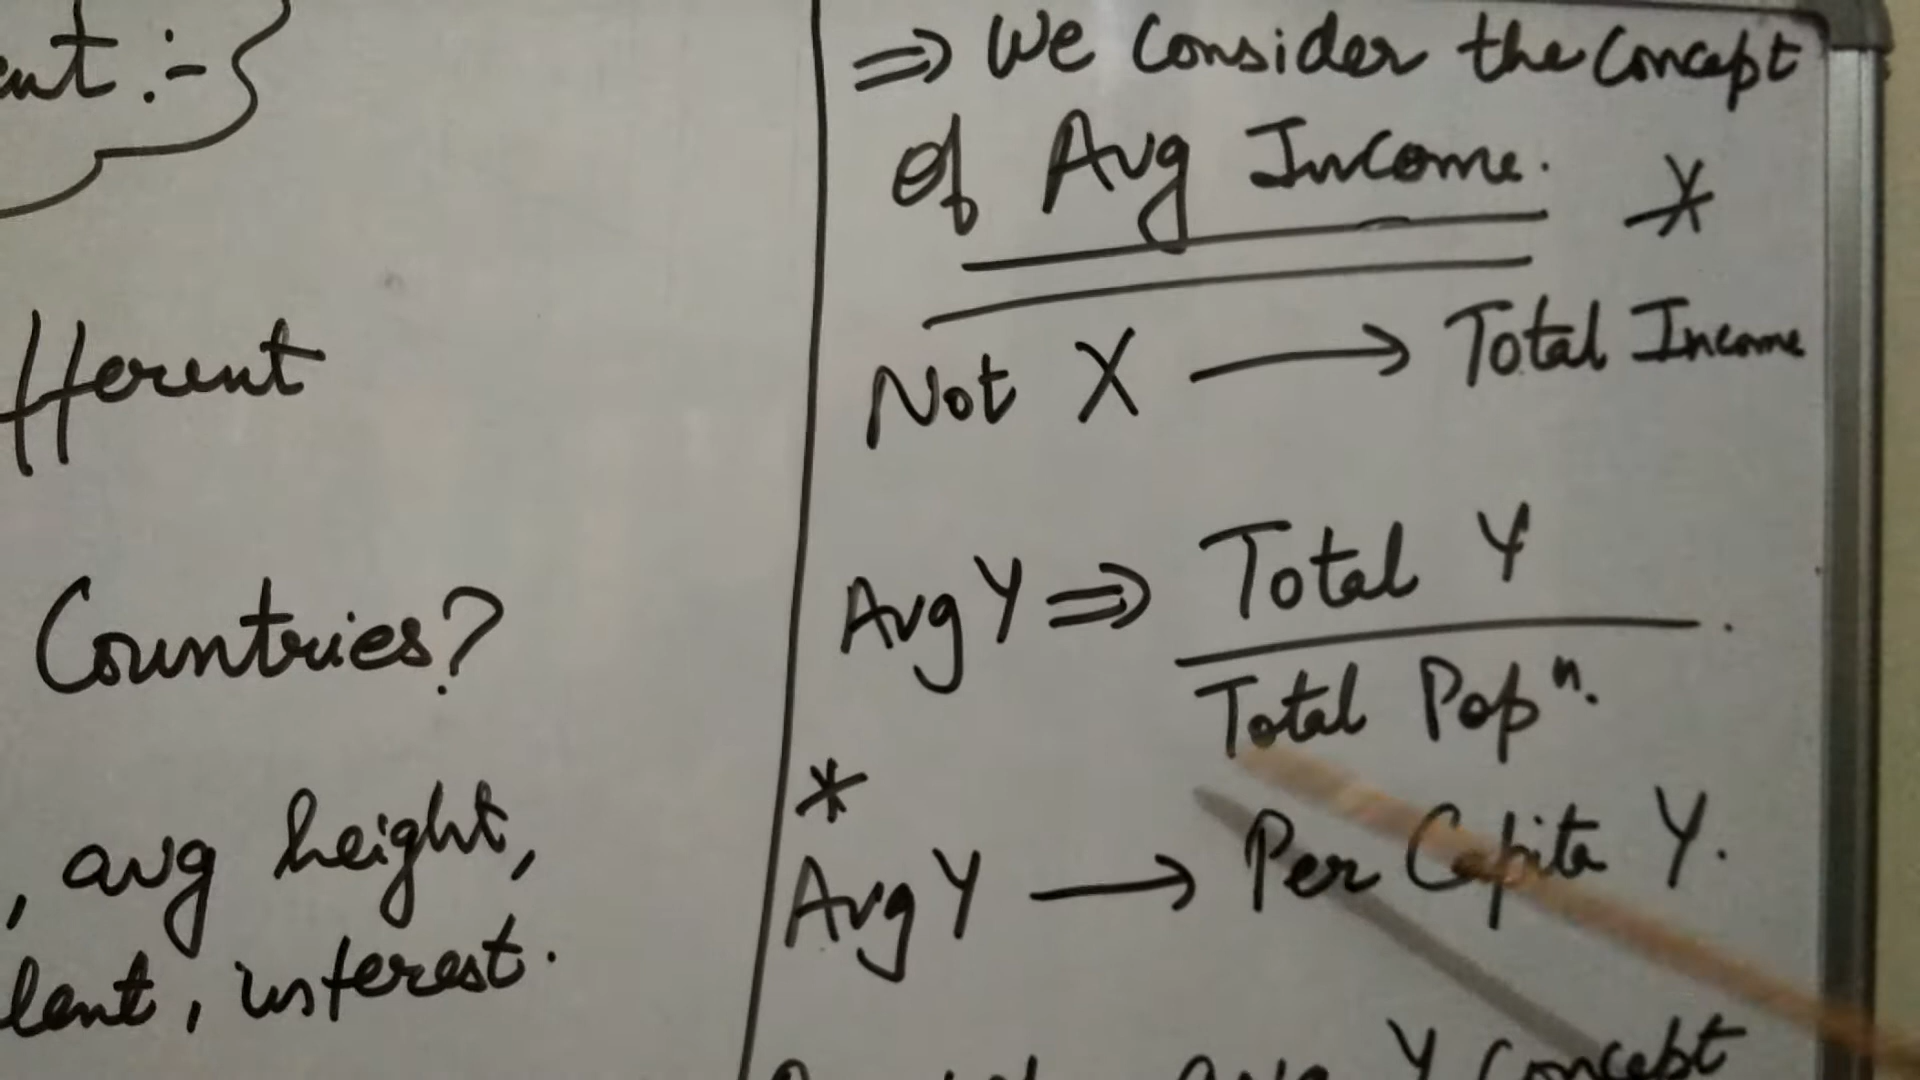 :-
fferent
Countries?
, avg height,
lent, interest.
⇒ We Consider the Concept
of Avg Income. *
Not X → Total Income
Avg Y ⇒ Total Y
Total Popⁿ.
*
Avg Y → Per Capita Y.
avg Y Concept